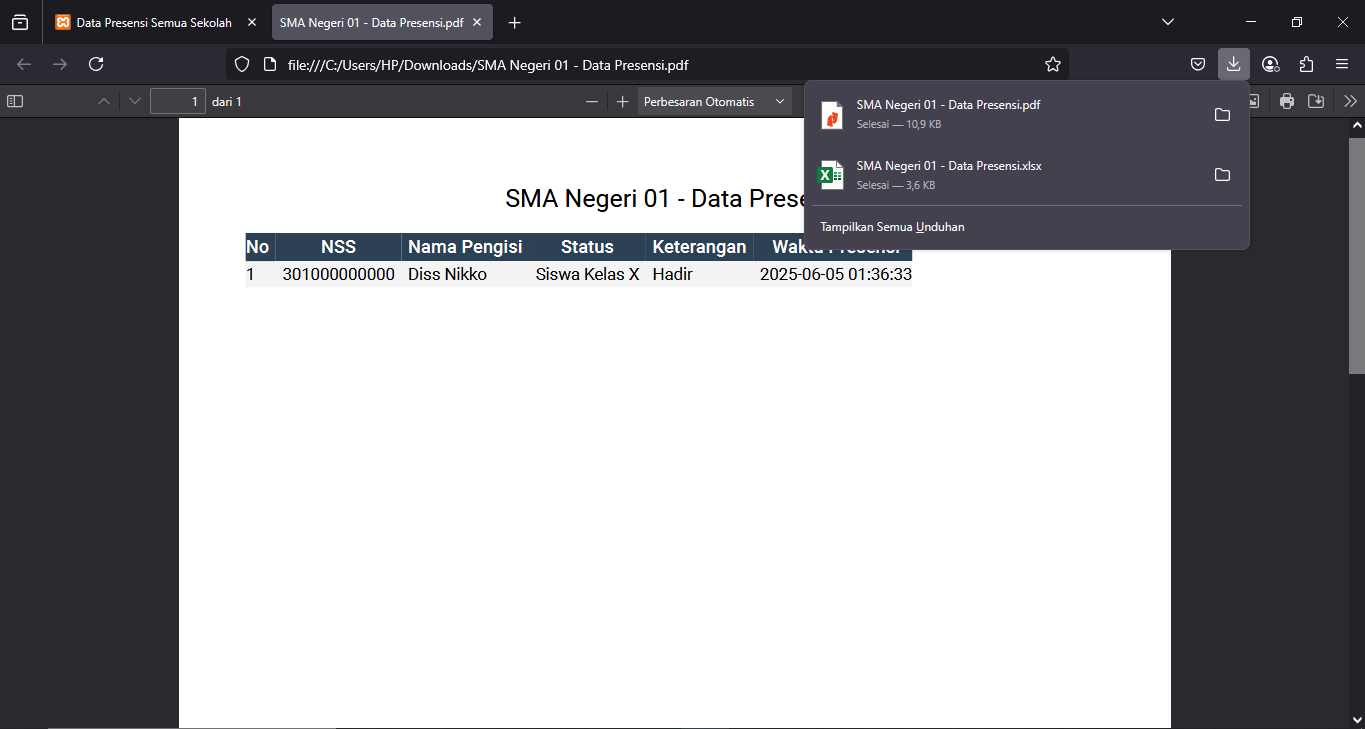 Data Presensi Semua Sekolah
SMA Negeri 01 - Data Presensi.pdf
file:///C:/Users/HP/Downloads/SMA Negeri 01 - Data Presensi.pdf
1 dari 1
Perbesaran Otomatis
SMA Negeri 01 - Data Presensi.pdf
Selesai — 10,9 KB
SMA Negeri 01 - Data Presensi.xlsx
Selesai — 3,6 KB
Tampilkan Semua Unduhan
SMA Negeri 01 - Data Prese
No NSS Nama Pengisi Status Keterangan Waktu Presensi
1 301000000000 Diss Nikko Siswa Kelas X Hadir 2025-06-05 01:36:33